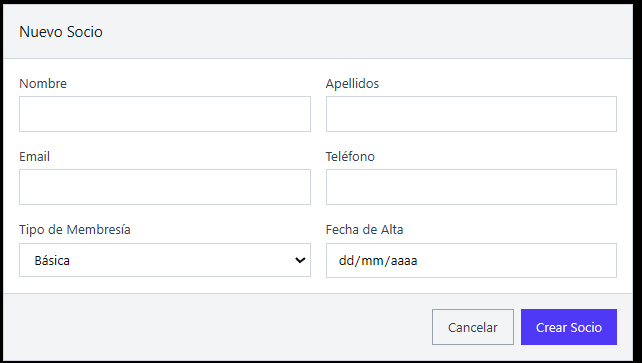 Nuevo Socio
Nombre Apellidos
Email Teléfono
Tipo de Membresía Fecha de Alta
Básica dd/mm/aaaa
Cancelar Crear Socio